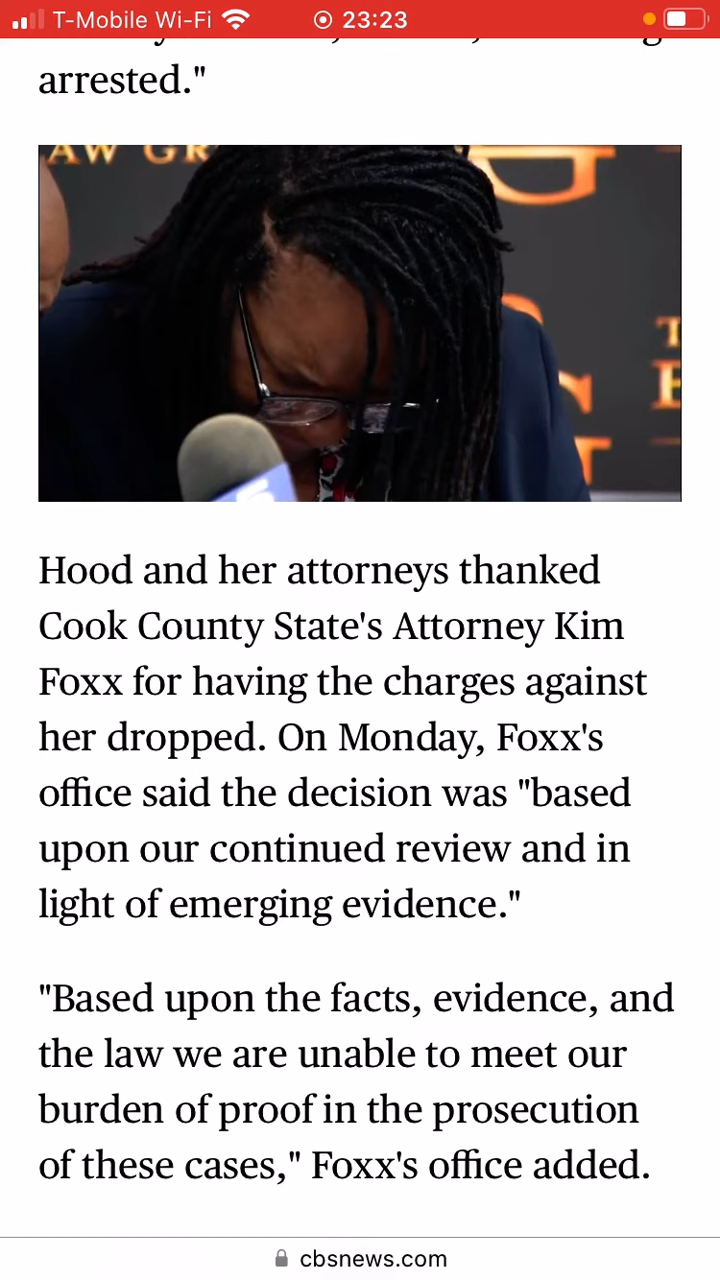 T-Mobile Wi-Fi 23:23
arrested."
AW GR
G
T
Hood and her attorneys thanked
Cook County State's Attorney Kim
Foxx for having the charges against
her dropped. On Monday, Foxx's
office said the decision was "based
upon our continued review and in
light of emerging evidence."
"Based upon the facts, evidence, and
the law we are unable to meet our
burden of proof in the prosecution
of these cases," Foxx's office added.
cbsnews.com